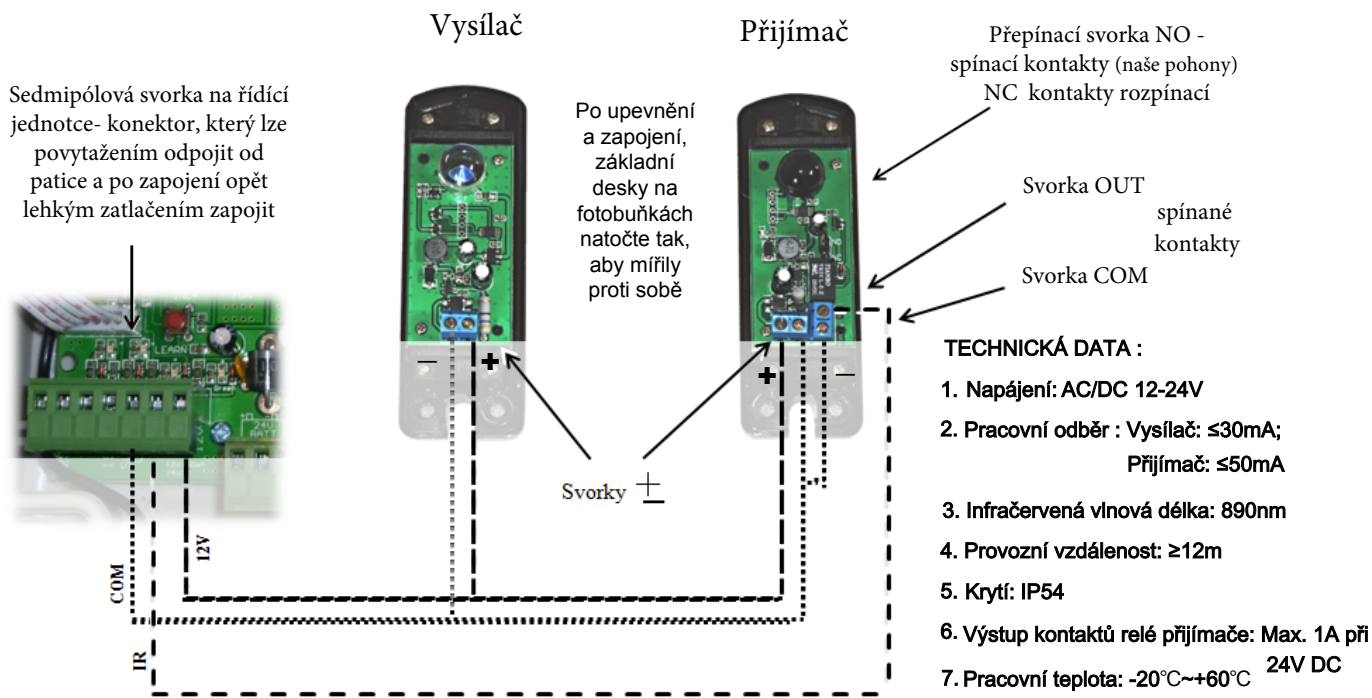 Vysílač
Přijímač
Sedmipólová svorka na řídící
jednotce- konektor, který lze
povytažením odpojit od
patice a po zapojení opět
lehkým zatlačením zapojit
Po upevnění
a zapojení,
základní
desky na
fotobuňkách
natočte tak,
aby mířily
proti sobě
Přepínací svorka NO -
spínací kontakty (naše pohony)
NC kontakty rozpínací
Svorka OUT
spínané
kontakty
Svorka COM
LEARN
− +
+ −
Svorky ±
COM
12V
IR
TECHNICKÁ DATA :
1. Napájení: AC/DC 12-24V
2. Pracovní odběr : Vysílač: ≤30mA;
Přijímač: ≤50mA
3. Infračervená vlnová délka: 890nm
4. Provozní vzdálenost: ≥12m
5. Krytí: IP54
6. Výstup kontaktů relé přijímače: Max. 1A při
24V DC
7. Pracovní teplota: -20℃~+60℃